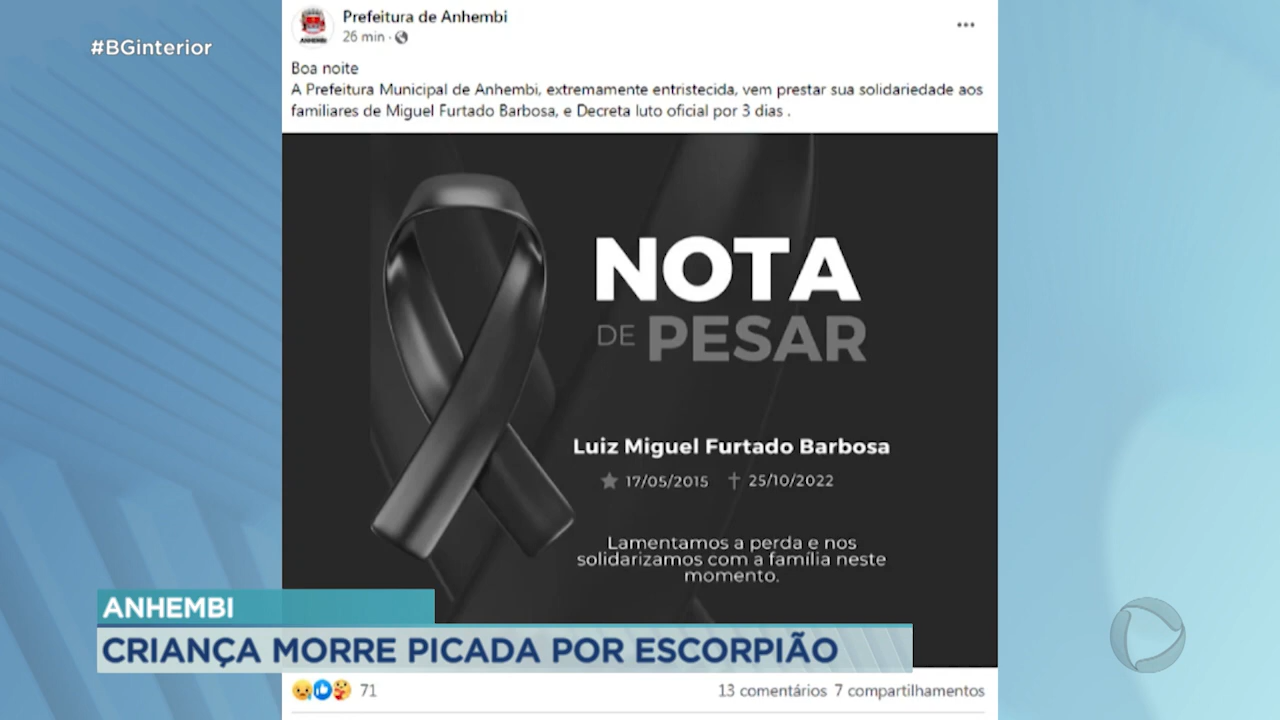 #BGinterior
ANHEMBI
Prefeitura de Anhembi
26 min ·
Boa noite
A Prefeitura Municipal de Anhembi, extremamente entristecida, vem prestar sua solidariedade aos
familiares de Miguel Furtado Barbosa, e Decreta luto oficial por 3 dias .
NOTA
DE PESAR
Luiz Miguel Furtado Barbosa
17/05/2015 25/10/2022
Lamentamos a perda e nos
solidarizamos com a família neste
momento.
ANHEMBI
CRIANÇA MORRE PICADA POR ESCORPIÃO
71
13 comentários 7 compartilhamentos